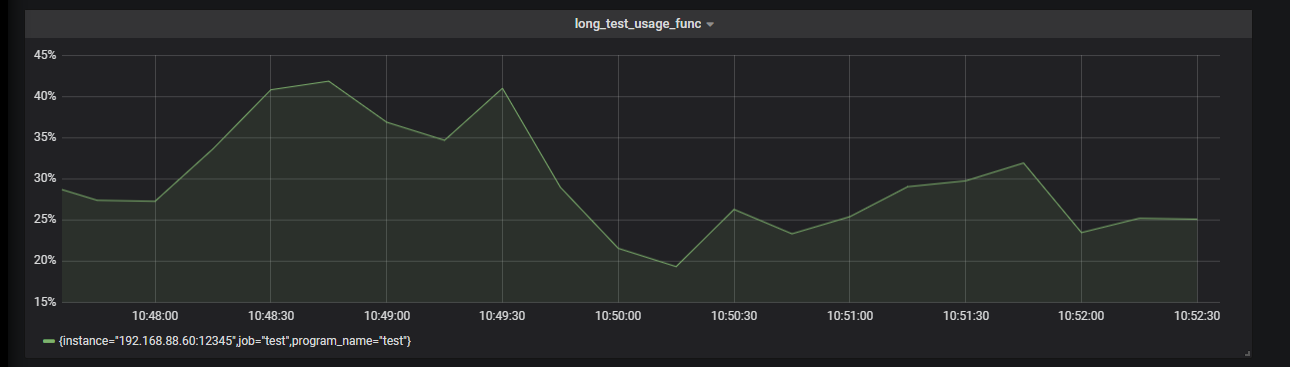 long_test_usage_func
45%
40%
35%
30%
25%
20%
15%
10:48:00 10:48:30 10:49:00 10:49:30 10:50:00 10:50:30 10:51:00 10:51:30 10:52:00 10:52:30
{instance="192.168.88.60:12345",job="test",program_name="test"}